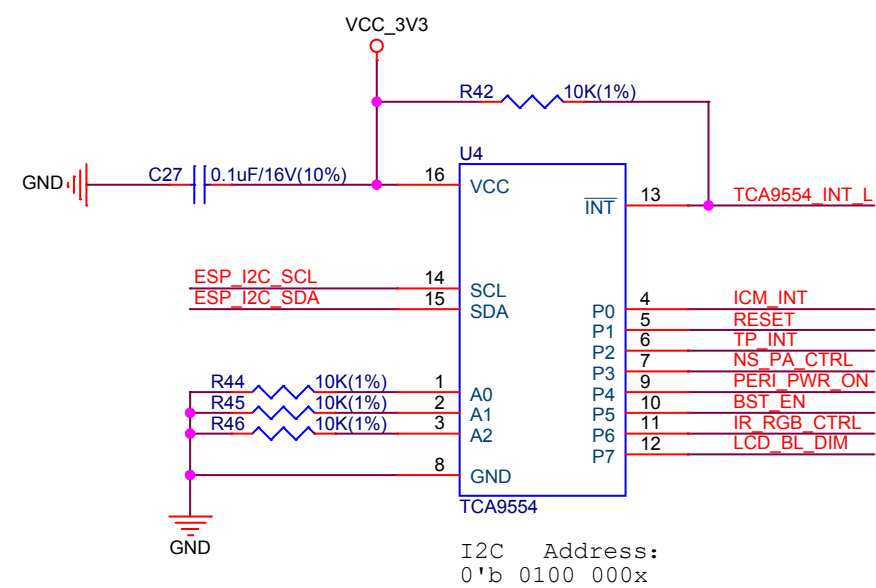 VCC_3V3
R42 10K(1%)
U4
GND C27 0.1uF/16V(10%) 16 VCC
INT 13 TCA9554_INT_L
ESP_I2C_SCL 14 SCL
ESP_I2C_SDA 15 SDA
P0 4 ICM_INT
P1 5 RESET
P2 6 TP_INT
P3 7 NS_PA_CTRL
P4 9 PERI_PWR_ON
P5 10 BST_EN
P6 11 IR_RGB_CTRL
P7 12 LCD_BL_DIM
R44 10K(1%) 1 A0
R45 10K(1%) 2 A1
R46 10K(1%) 3 A2
8 GND
TCA9554
GND
I2C Address:
0'b 0100 000x